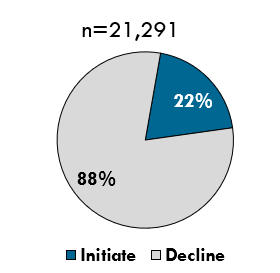 n=21,291
22%
88%
Initiate Decline